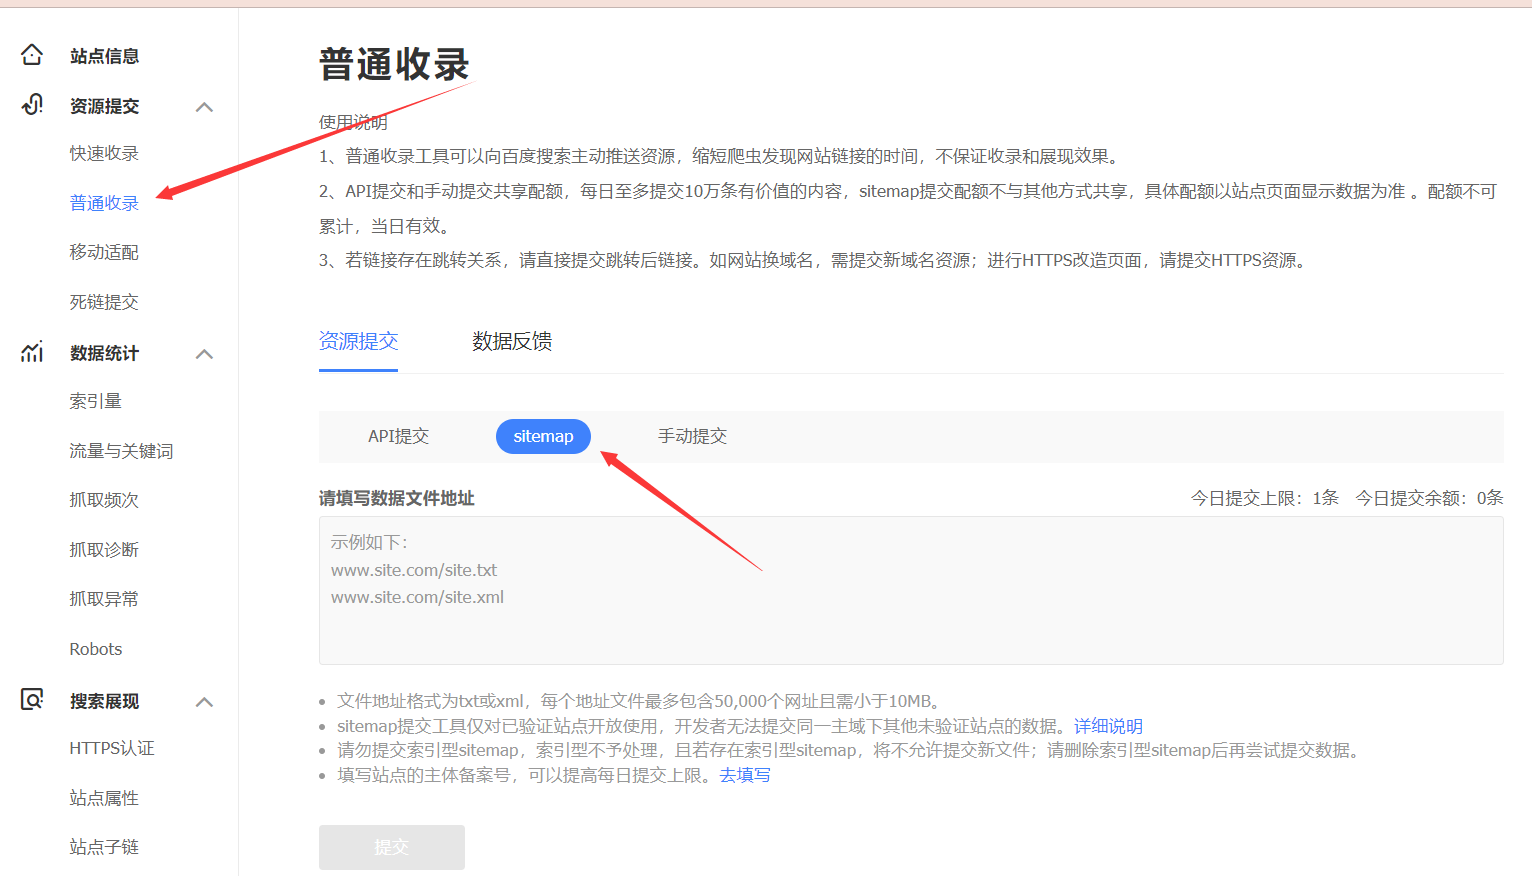 站点信息
资源提交
快速收录
普通收录
移动适配
死链提交
数据统计
索引量
流量与关键词
抓取频次
抓取诊断
抓取异常
Robots
搜索展现
HTTPS认证
站点属性
站点子链
普通收录
使用说明
1、普通收录工具可以向百度搜索主动推送资源，缩短爬虫发现网站链接的时间，不保证收录和展现效果。
2、API提交和手动提交共享配额，每日至多提交10万条有价值的内容，sitemap提交配额不与其他方式共享，具体配额以站点页面显示数据为准 。配额不可
累计，当日有效。
3、若链接存在跳转关系，请直接提交跳转后链接。如网站换域名，需提交新域名资源；进行HTTPS改造页面，请提交HTTPS资源。
资源提交 数据反馈
API提交 sitemap 手动提交
请填写数据文件地址 今日提交上限：1条 今日提交余额：0条
示例如下：
www.site.com/site.txt
www.site.com/site.xml
文件地址格式为txt或xml，每个地址文件最多包含50,000个网址且需小于10MB。
sitemap提交工具仅对已验证站点开放使用，开发者无法提交同一主域下其他未验证站点的数据。详细说明
请勿提交索引型sitemap，索引型不予处理，且若存在索引型sitemap，将不允许提交新文件；请删除索引型sitemap后再尝试提交数据。
填写站点的主体备案号，可以提高每日提交上限。去填写
提交